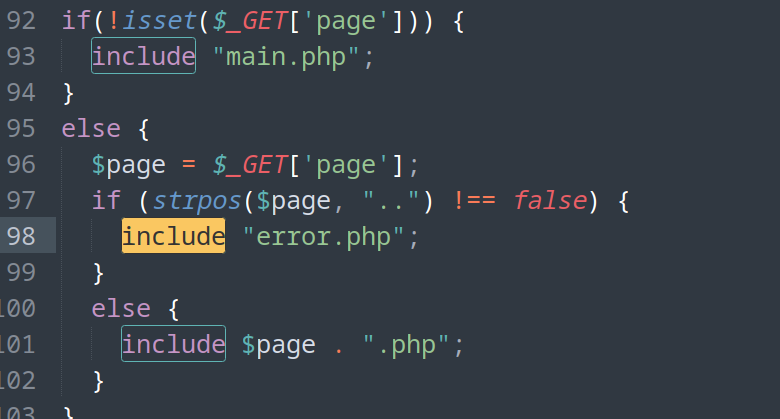 92 if(!isset($_GET['page'])) {
93 include "main.php";
94 }
95 else {
96 $page = $_GET['page'];
97 if (strpos($page, "..") !== false) {
98 include "error.php";
99 }
100 else {
101 include $page . ".php";
102 }
103 }